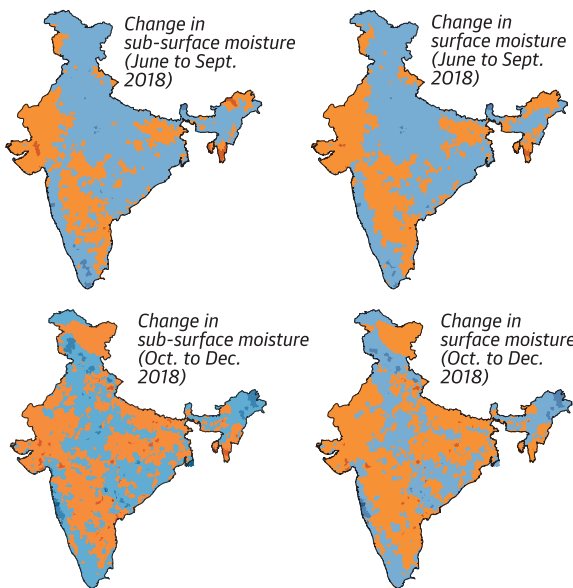 Change in
sub-surface moisture
(June to Sept.
2018)
Change in
surface moisture
(June to Sept.
2018)
Change in
sub-surface moisture
(Oct. to Dec.
2018)
Change in
surface moisture
(Oct. to Dec.
2018)